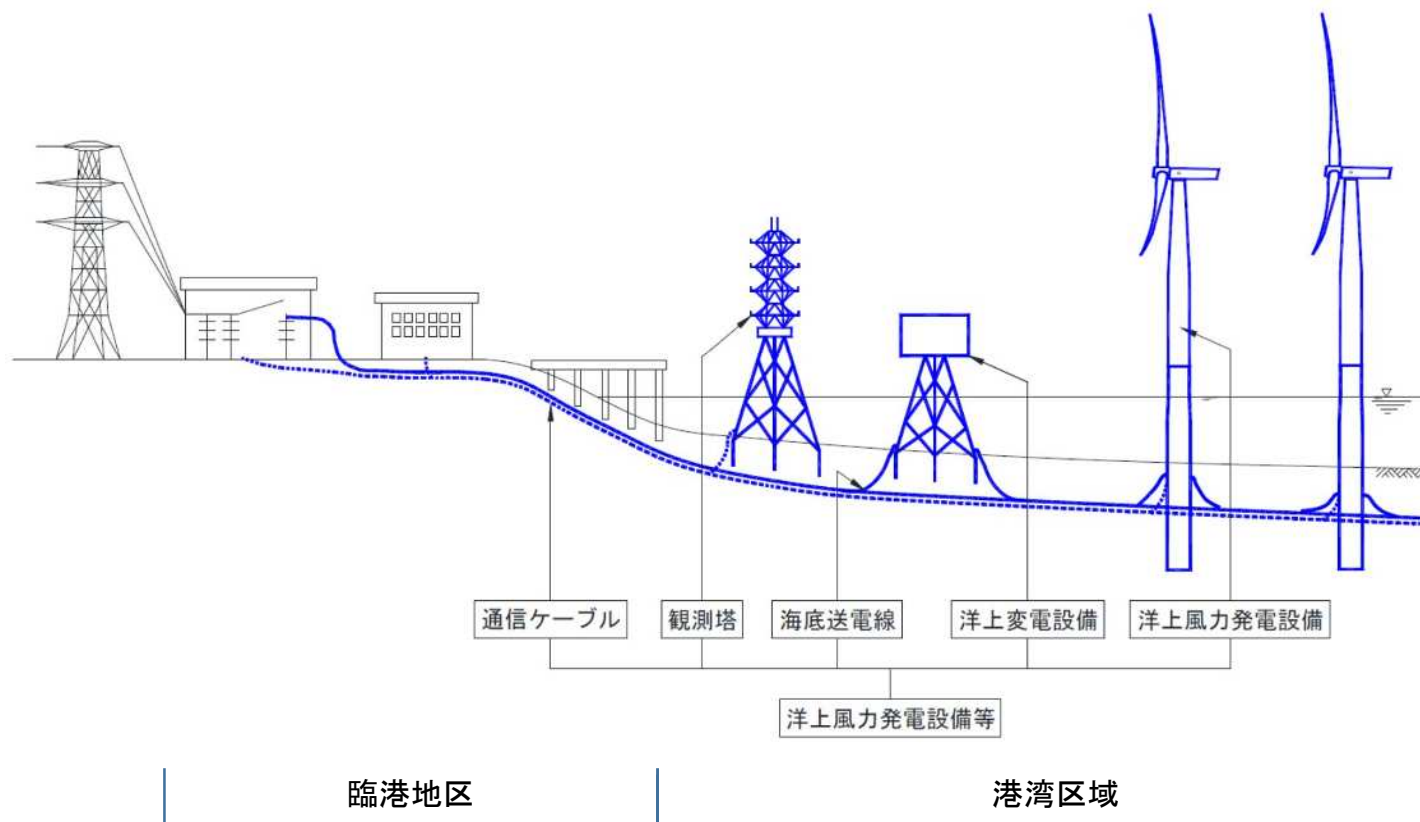 通信ケーブル
観測塔
海底送電線
洋上変電設備
洋上風力発電設備
洋上風力発電設備等
臨港地区
港湾区域